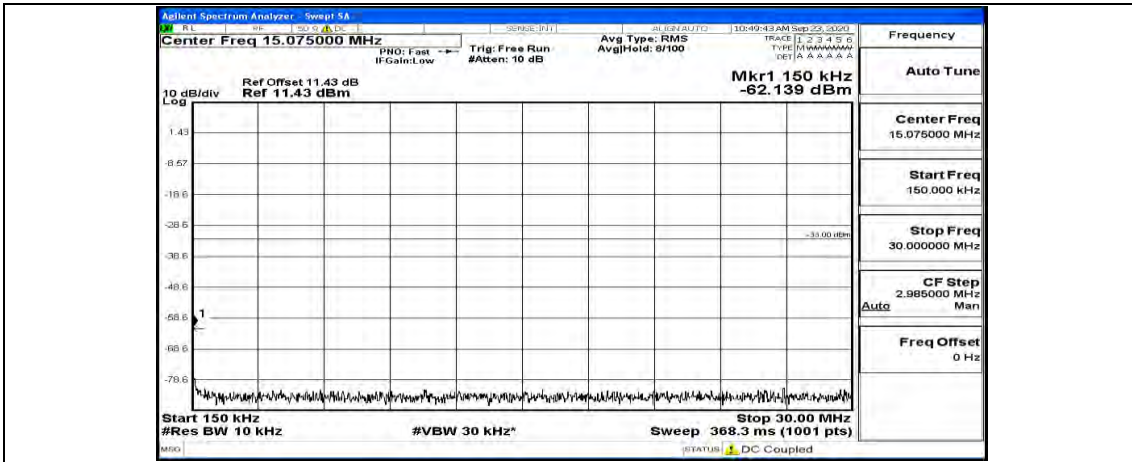 Agilent Spectrum Analyzer - Swept SA
RL RF 50 Ω DC SENSE:INT ALIGN AUTO 10:49:43 AM Sep 23, 2020
Center Freq 15.075000 MHz
PNO: Fast
IFGain:Low
Trig: Free Run
#Atten: 10 dB
Avg Type: RMS
Avg|Hold: 8/100
TRACE 1 2 3 4 5 6
TYPE M W W W W W
DET A A A A A A
Ref Offset 11.43 dB
10 dB/div Ref 11.43 dBm
Log
Mkr1 150 kHz
-62.139 dBm
1.43
-8.57
-18.6
-28.6
-33.00 dBm
-38.6
-48.6
-58.6
1
-68.6
-78.6
Start 150 kHz
Stop 30.00 MHz
#Res BW 10 kHz
#VBW 30 kHz*
Sweep 368.3 ms (1001 pts)
MSG
STATUS DC Coupled
Frequency
Auto Tune
Center Freq
15.075000 MHz
Start Freq
150.000 kHz
Stop Freq
30.000000 MHz
CF Step
2.985000 MHz
Auto Man
Freq Offset
0 Hz